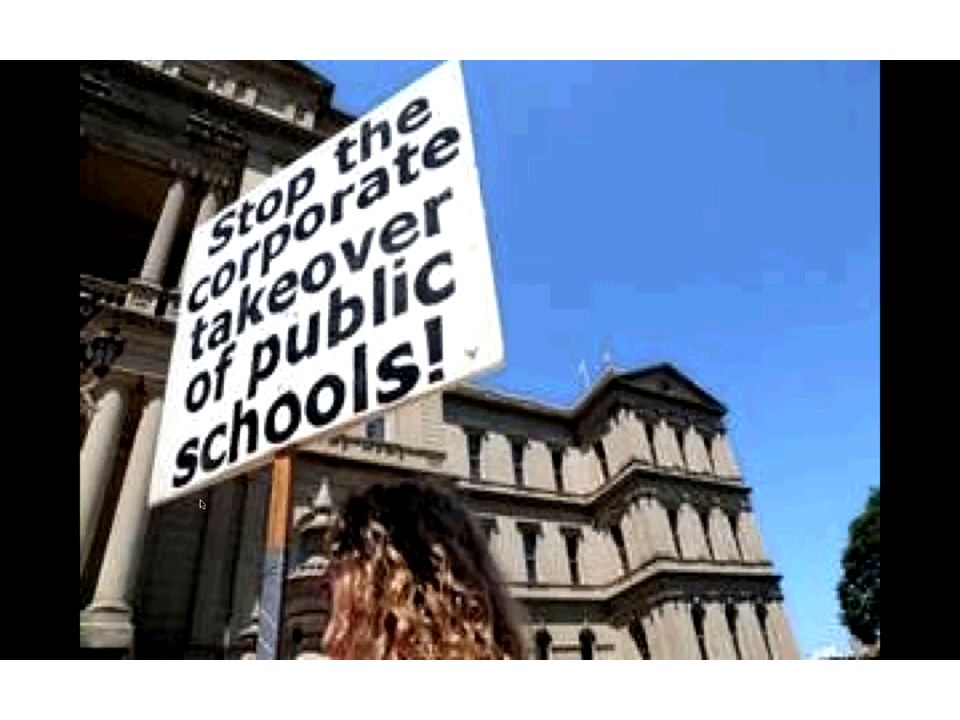 Stop the
corporate
takeover
of public
schools!